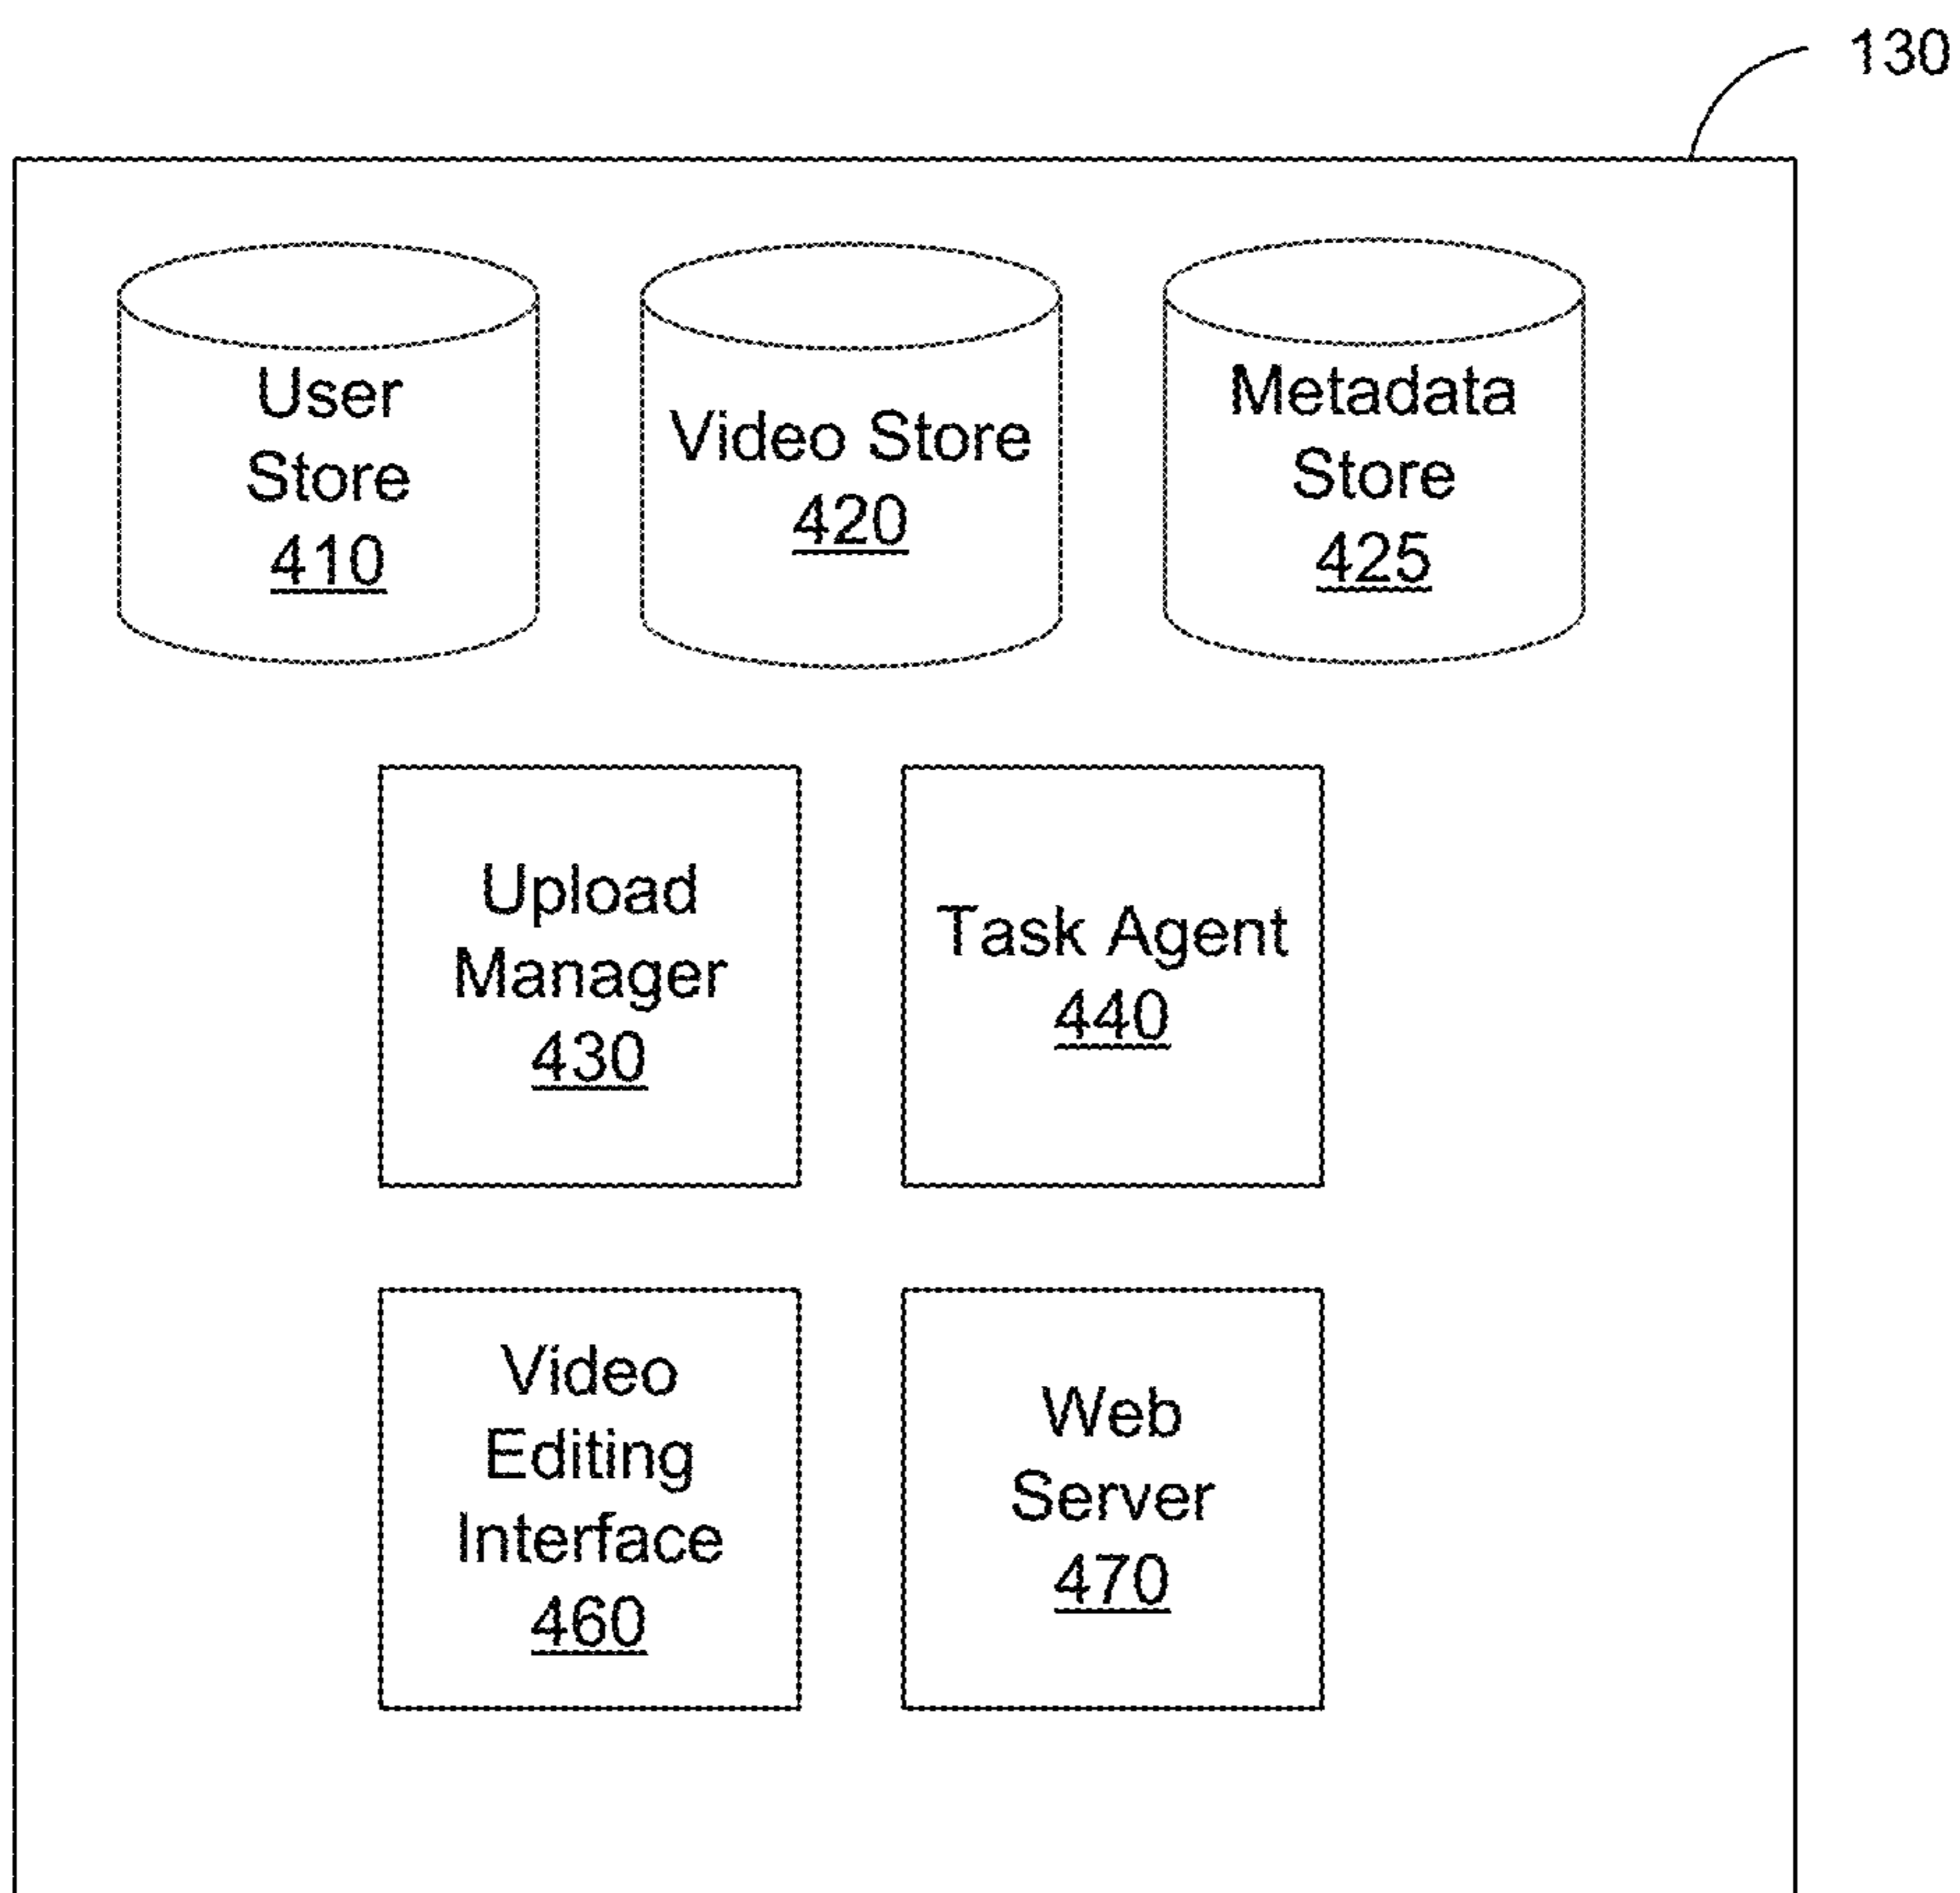 130
User
Store
410
Video Store
420
Metadata
Store
425
Upload
Manager
430
Task Agent
440
Video
Editing
Interface
460
Web
Server
470